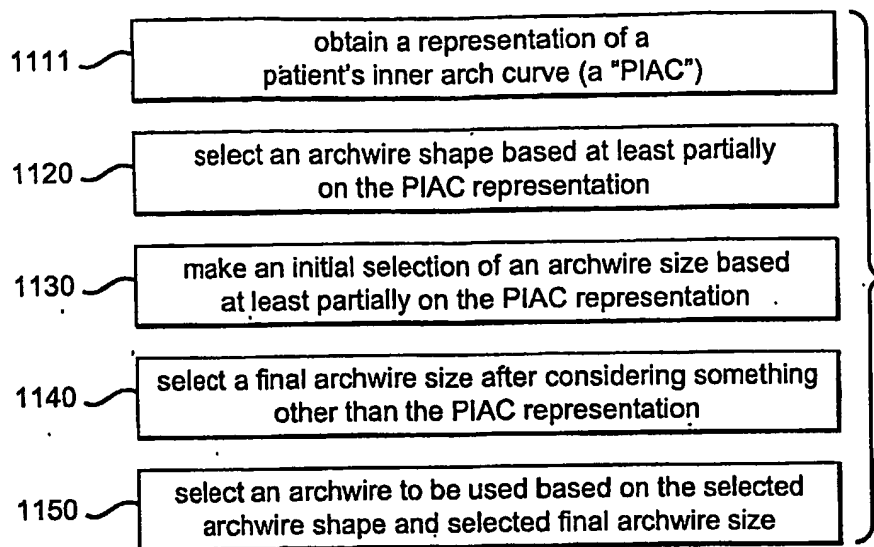 1111
obtain a representation of a
patient's inner arch curve (a "PIAC")
1120
select an archwire shape based at least partially
on the PIAC representation
1130
make an initial selection of an archwire size based
at least partially on the PIAC representation
1140
select a final archwire size after considering something
other than the PIAC representation
1150
select an archwire to be used based on the selected
archwire shape and selected final archwire size